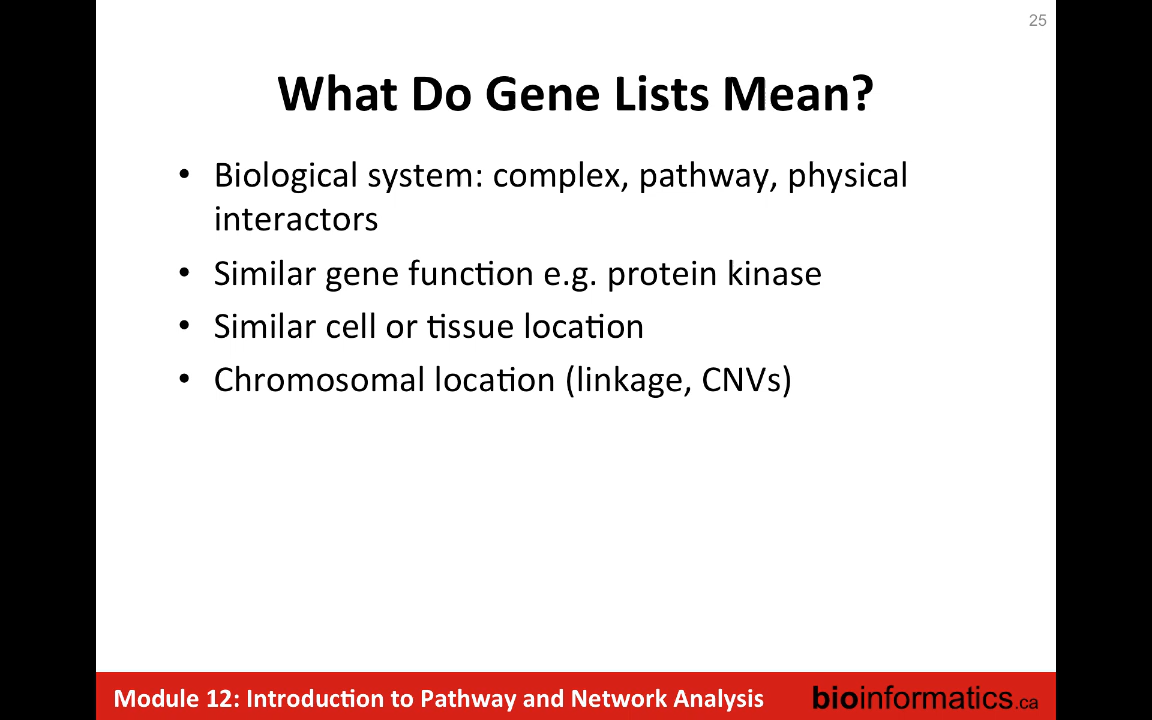 25
What Do Gene Lists Mean?
• Biological system: complex, pathway, physical
interactors
• Similar gene function e.g. protein kinase
• Similar cell or tissue location
• Chromosomal location (linkage, CNVs)
Module 12: Introduction to Pathway and Network Analysis
bioinformatics.ca